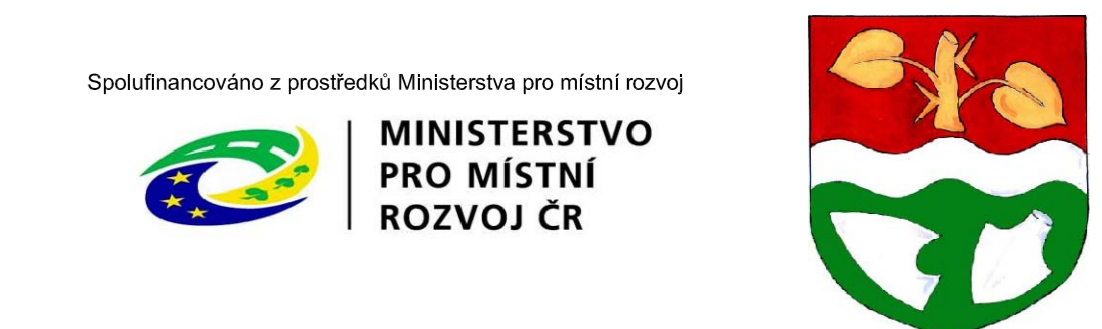 Spolufinancováno z prostředků Ministerstva pro místní rozvoj
MINISTERSTVO
PRO MÍSTNÍ
ROZVOJ ČR